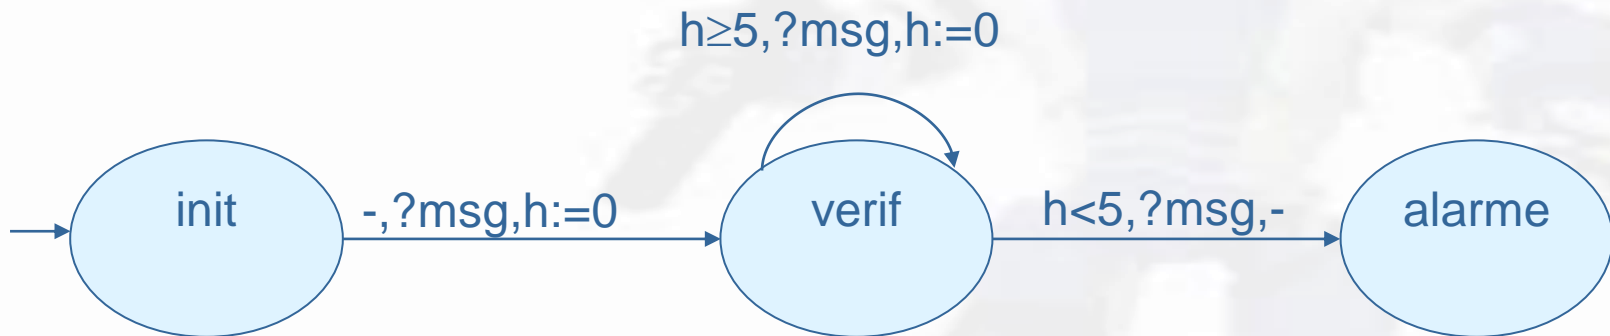 h≥5,?msg,h:=0
init
-,?msg,h:=0
verif
h<5,?msg,-
alarme